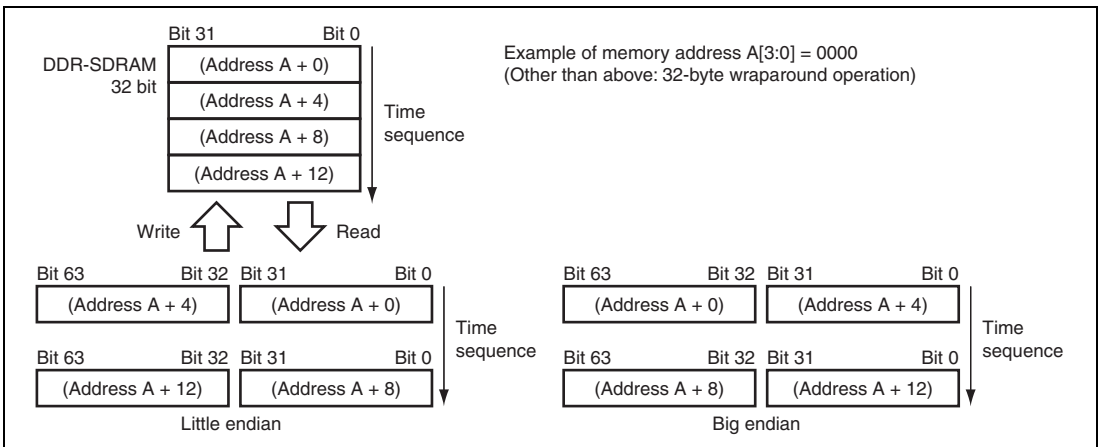 Bit 31 Bit 0
DDR-SDRAM
32 bit
(Address A + 0)
(Address A + 4)
(Address A + 8)
(Address A + 12)
Time
sequence
Example of memory address A[3:0] = 0000
(Other than above: 32-byte wraparound operation)
Write Read
Bit 63 Bit 32 Bit 31 Bit 0
(Address A + 4) (Address A + 0)
Bit 63 Bit 32 Bit 31 Bit 0
(Address A + 12) (Address A + 8)
Time
sequence
Little endian
Bit 63 Bit 32 Bit 31 Bit 0
(Address A + 0) (Address A + 4)
Bit 63 Bit 32 Bit 31 Bit 0
(Address A + 8) (Address A + 12)
Time
sequence
Big endian